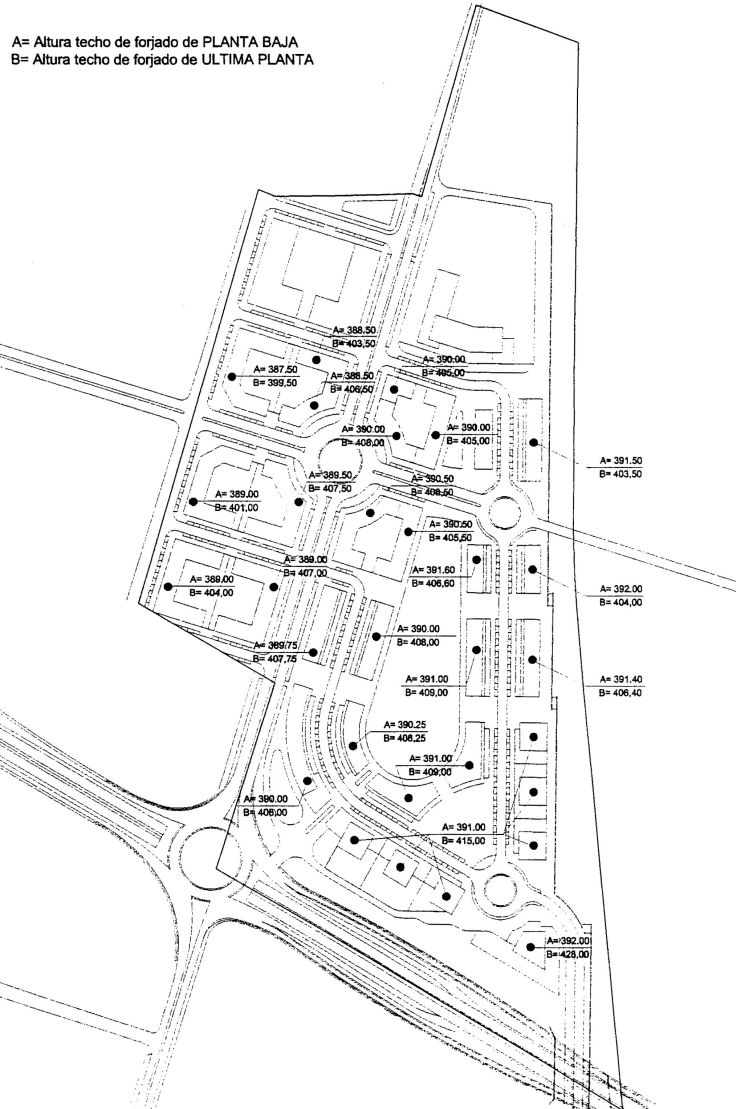 A= Altura techo de forjado de PLANTA BAJA
B= Altura techo de forjado de ULTIMA PLANTA
A= 388.50
B= 403,50
A= 387.50
B= 399,50
A= 388.50
B= 406,50
A= 390.00
B= 405,00
A= 390.00
B= 408,00
A= 390.00
B= 405,00
A= 391.50
B= 403,50
A= 389.50
B= 407,50
A= 390.50
B= 408,50
A= 389.00
B= 401,00
A= 390.50
B= 405,50
A= 389.00
B= 407,00
A= 389.00
B= 404,00
A= 391.60
B= 406,60
A= 392.00
B= 404,00
A= 390.00
B= 408,00
A= 389.75
B= 407,75
A= 391.00
B= 409,00
A= 391.40
B= 406,40
A= 390.25
B= 408,25
A= 391.00
B= 409,00
A= 390.00
B= 408,00
A= 391.00
B= 415,00
A= 392.00
B= 428,00